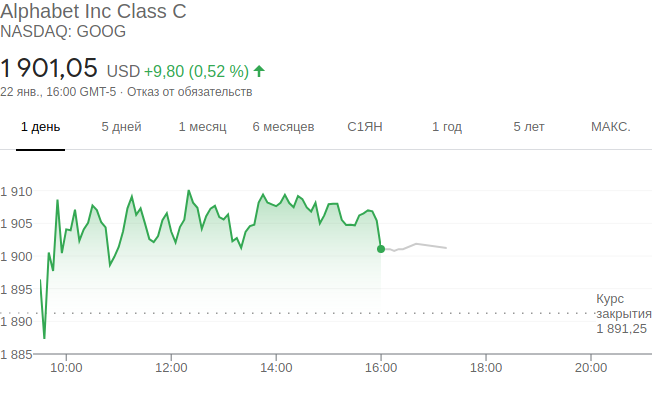 Alphabet Inc Class C
NASDAQ: GOOG
1 901,05 USD +9,80 (0,52 %)
22 янв., 16:00 GMT-5 · Отказ от обязательств
1 день 5 дней 1 месяц 6 месяцев С1ЯН 1 год 5 лет МАКС.
1 910
1 905
1 900
1 895
1 890
1 885
Курс
закрытия
1 891,25
10:00 12:00 14:00 16:00 18:00 20:00